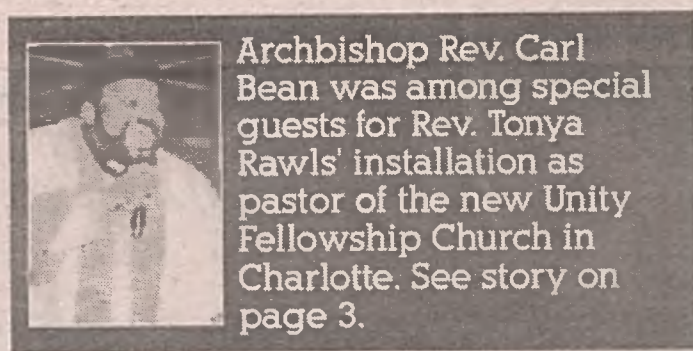 Archbishop Rev. Carl
Bean was among special
guests for Rev. Tonya
Rawls' installation as
pastor of the new Unity
Fellowship Church in
Charlotte. See story on
page 3.